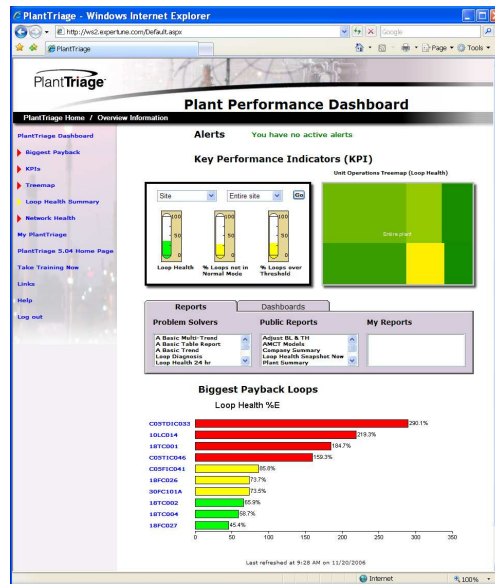 PlantTriage - Windows Internet Explorer
http://ws2.expertune.com/Default.aspx
Google
PlantTriage
Page
Tools
PlantTriage
Plant Performance Dashboard
PlantTriage Home / Overview Information
PlantTriage Dashboard
Biggest Payback
KPIs
Treemap
Loop Health Summary
Network Health
My PlantTriage
PlantTriage 5.04 Home Page
Take Training Now
Links
Help
Log out
Alerts
You have no active alerts
Key Performance Indicators (KPI)
Site
Entire site
Go
100
50
0
100
50
0
100
50
0
Loop Health
% Loops not in Normal Mode
% Loops over Threshold
Unit Operations Treemap (Loop Health)
Entire plant
Reports
Dashboards
Problem Solvers
A Basic Multi-Trend
A Basic Table Report
A Basic Trend
Loop Diagnosis
Loop Health 24 hr
Public Reports
Adjust BL & TH
AMCT Models
Company Summary
Loop Health Snapshot Now
Plant Summary
My Reports
Biggest Payback Loops
Loop Health %E
C05TDIC033 290.1%
10LC014 219.3%
18TC001 184.7%
C05TIC046 159.3%
C05FIC041 85.8%
18FC026 73.7%
30FC101A 73.5%
18TC002 65.9%
18TC004 58.7%
18FC027 45.4%
0 50 100 150 200 250 300 350
Last refreshed at 9:28 AM on 11/20/2006
Internet
100%